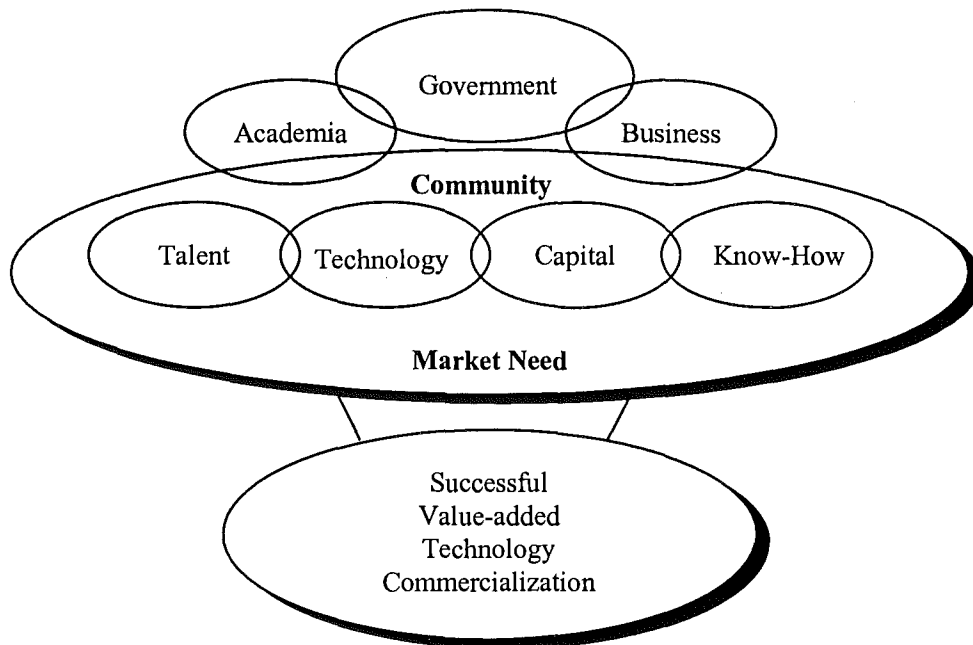 Government
Academia
Business
Community
Talent
Technology
Capital
Know-How
Market Need
Successful
Value-added
Technology
Commercialization